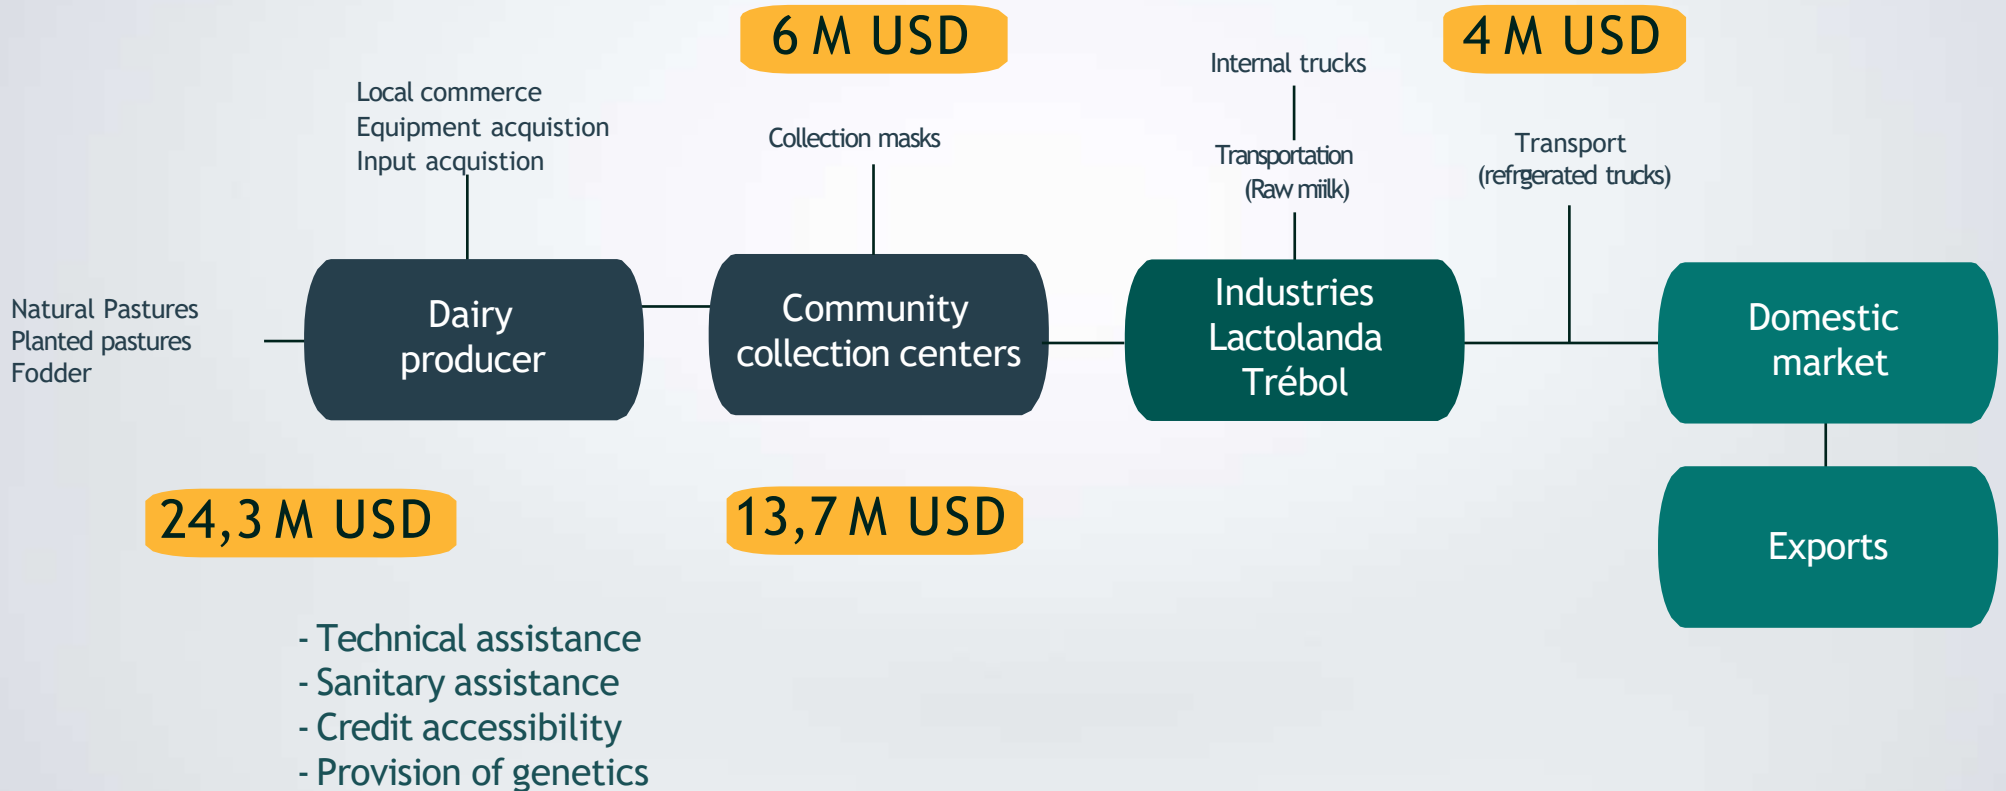 6 M USD
4 M USD
Local commerce
Equipment acquistion
Input acquistion
Collection masks
Internal trucks
Transportation
(Raw miilk)
Transport
(refrgerated trucks)
Natural Pastures
Planted pastures
Fodder
Dairy
producer
Community
collection centers
Industries
Lactolanda
Trébol
Domestic
market
Exports
24,3 M USD
13,7 M USD
- Technical assistance
- Sanitary assistance
- Credit accessibility
- Provision of genetics